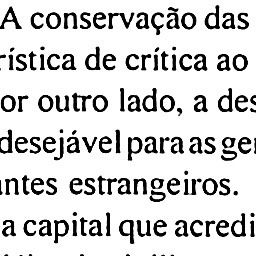 A conservação das
rística de crítica ao
or outro lado, a des
desejável para as ger
antes estrangeiros.
a capital que acredi